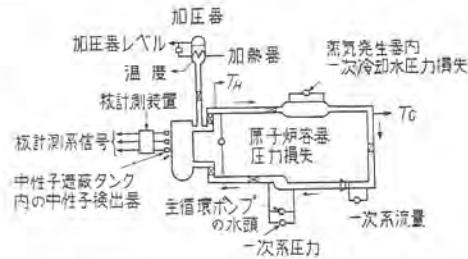 加圧器
加圧器レベル
加熱器
温度
T_H
蒸気発生器内
一次冷却水圧力損失
核計測装置
T_C
核計測系信号
原子炉容器
圧力損失
中性子遮蔽タンク
内の中性子検出器
主循環ポンプ
の水頭
一次系流量
一次系圧力